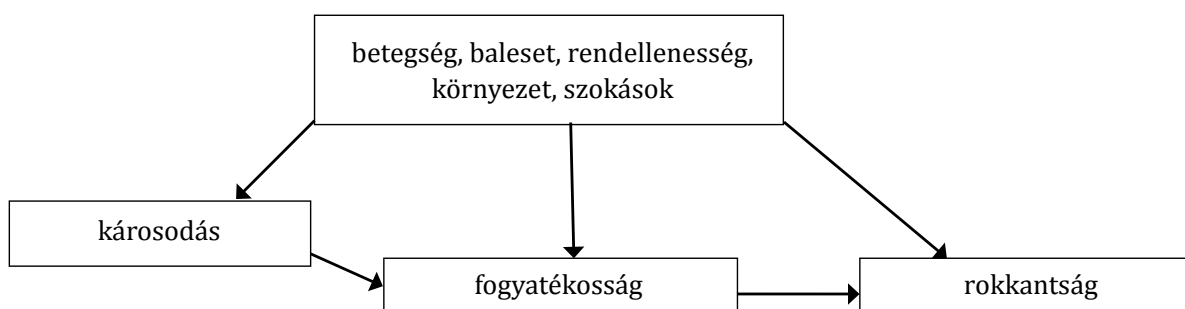 betegség, baleset, rendellenesség,
környezet, szokások
károsodás
fogyatékosság
rokkantság